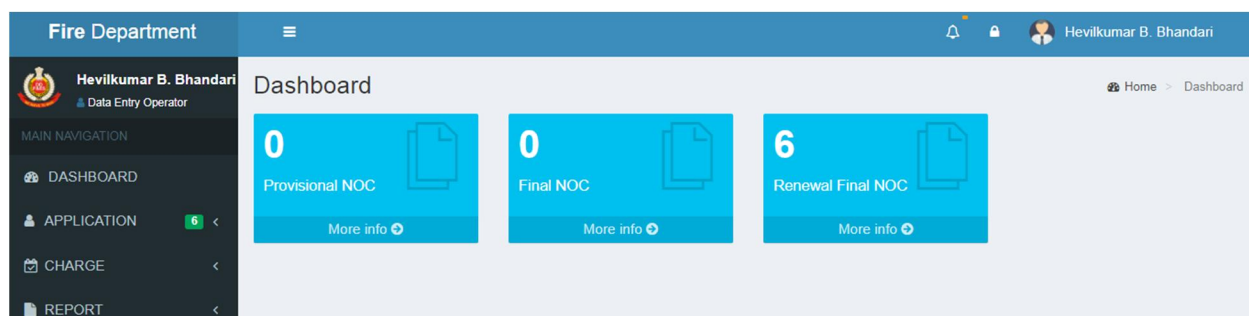 Fire Department
Hevilkumar B. Bhandari
Hevilkumar B. Bhandari
Data Entry Operator
Dashboard
Home > Dashboard
MAIN NAVIGATION
DASHBOARD
APPLICATION 6 <
CHARGE <
REPORT <
0
Provisional NOC
More info
0
Final NOC
More info
6
Renewal Final NOC
More info